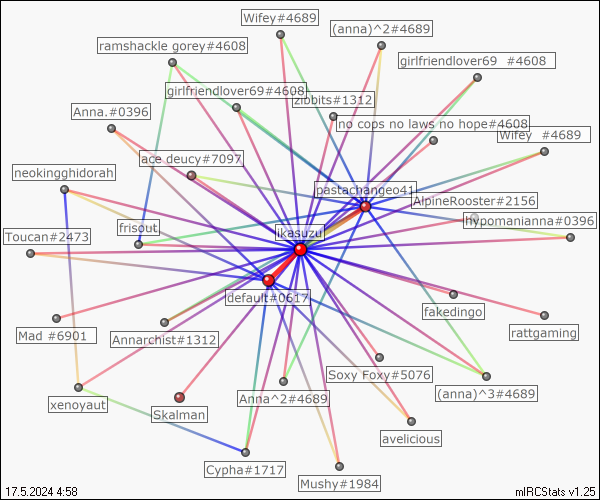 Wifey#4689
(anna)^2#4689
ramshackle gorey#4608
girlfriendlover69 #4608
girlfriendlover69#4608
zibbits#1312
Anna.#0396
no cops no laws no hope#4608
Wifey #4689
ace deucy#7097
neokingghidorah
pastachangeo41
AlpineRooster#2156
hypomanianna#0396
frisout
ikasuzu
Toucan#2473
default#0617
fakedingo
Mad #6901
Annarchist#1312
rattgaming
Soxy Foxy#5076
(anna)^3#4689
Anna^2#4689
xenoyaut
Skalman
avelicious
Cypha#1717
Mushy#1984
17.5.2024 4:58
mIRCStats v1.25